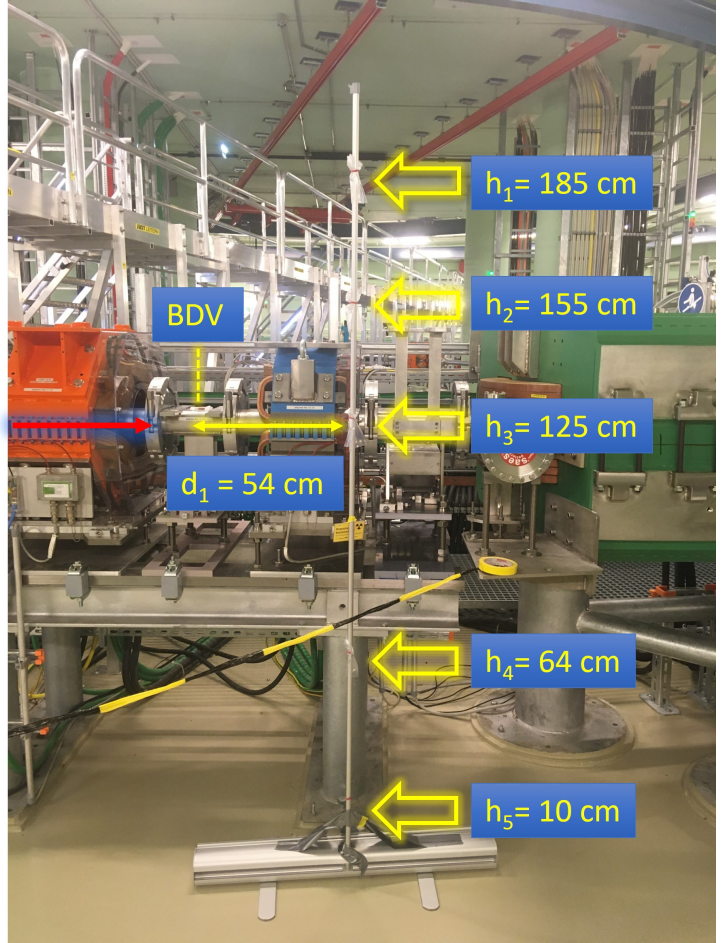 h₁= 185 cm
h₂= 155 cm
BDV
h₃= 125 cm
d₁ = 54 cm
h₄= 64 cm
h₅= 10 cm
saes